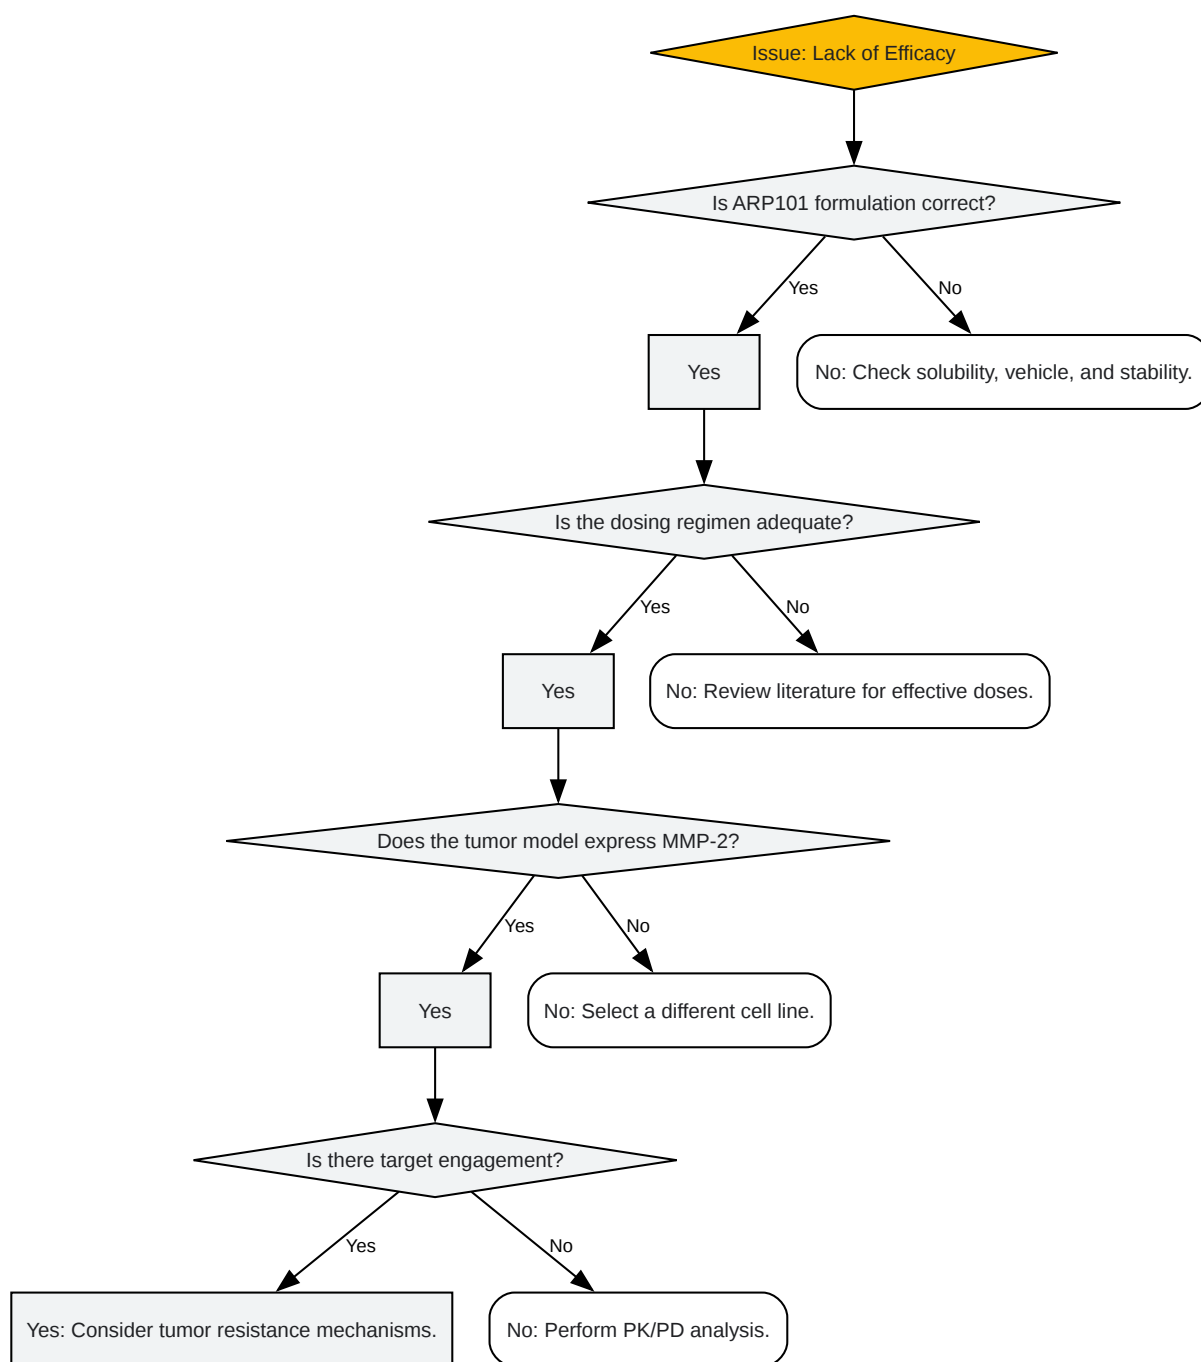 Issue: Lack of Efficacy
Is ARP101 formulation correct?
Yes
No
Yes
No: Check solubility, vehicle, and stability.
Is the dosing regimen adequate?
Yes
No
Yes
No: Review literature for effective doses.
Does the tumor model express MMP-2?
Yes
No
Yes
No: Select a different cell line.
Is there target engagement?
Yes
No
Yes: Consider tumor resistance mechanisms.
No: Perform PK/PD analysis.